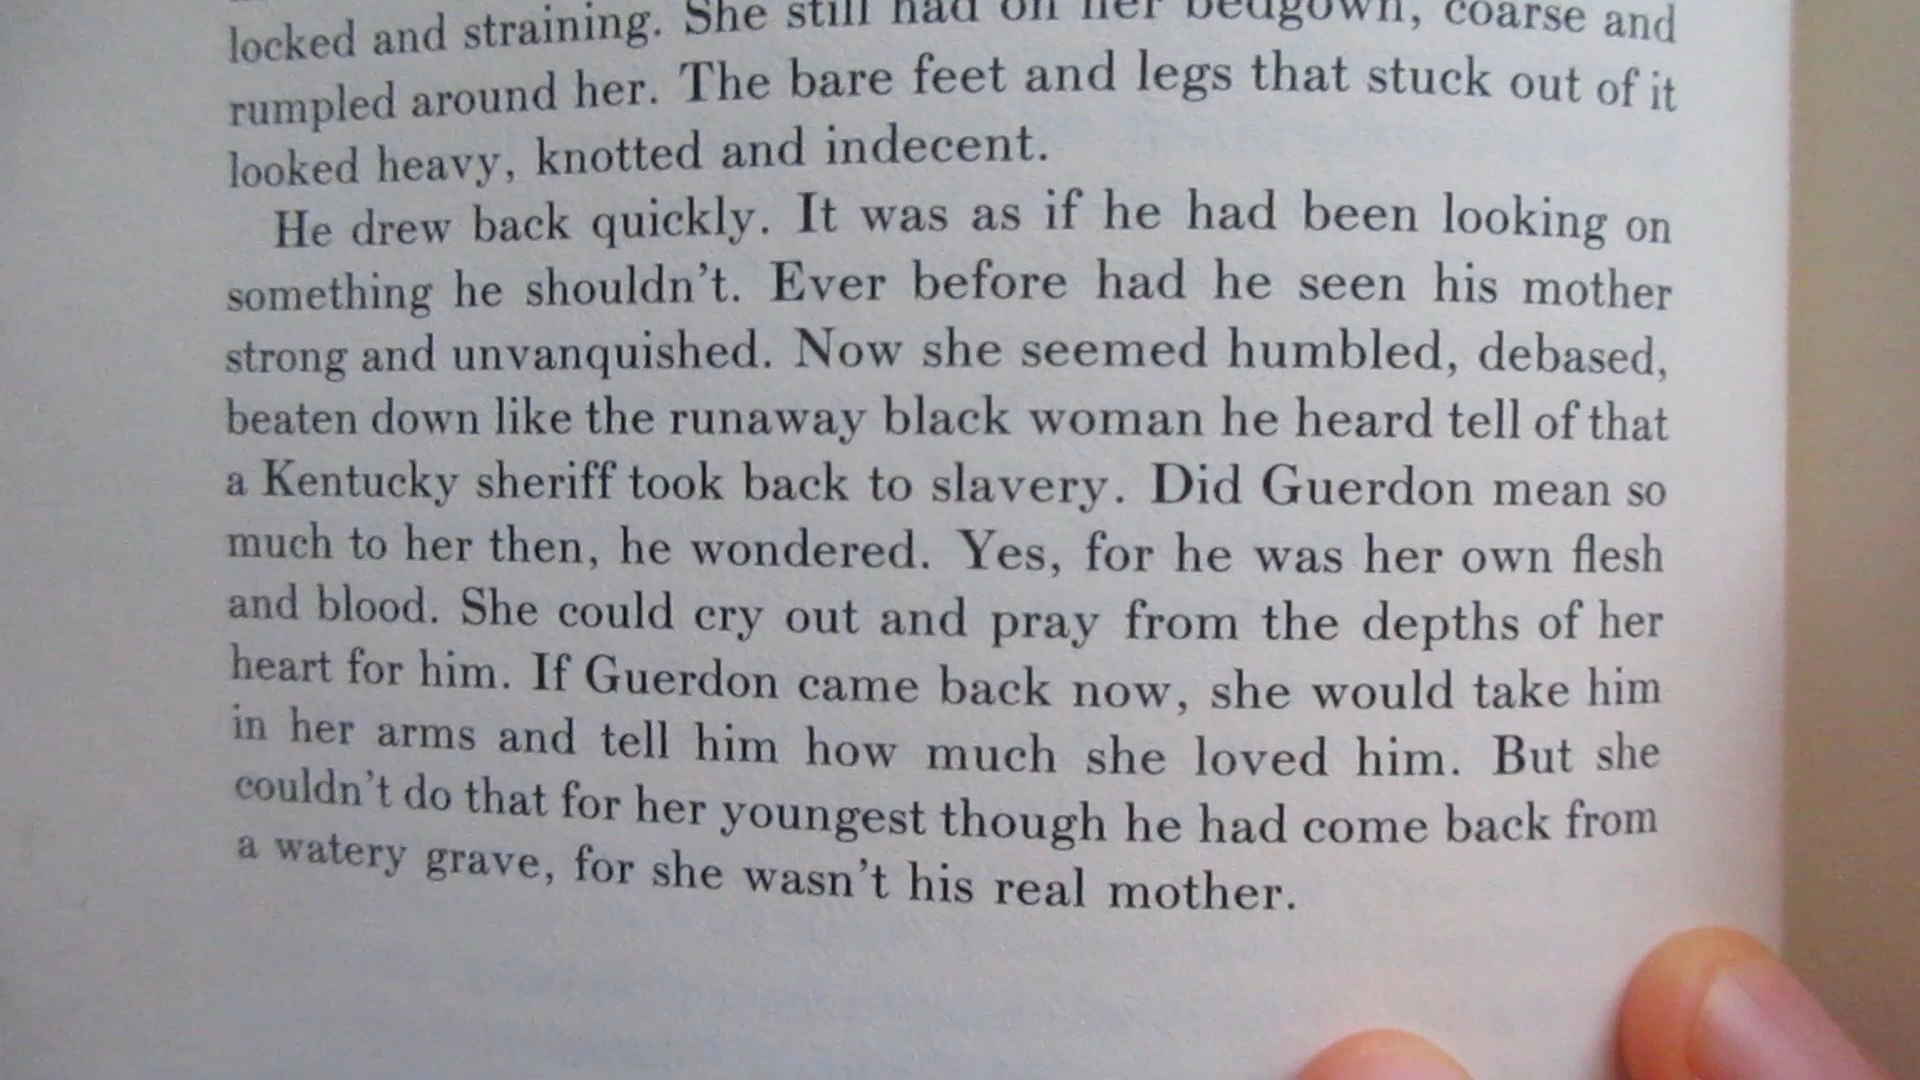 locked and straining. She still had on her bedgown, coarse and
rumpled around her. The bare feet and legs that stuck out of it
looked heavy, knotted and indecent.
He drew back quickly. It was as if he had been looking on
something he shouldn't. Ever before had he seen his mother
strong and unvanquished. Now she seemed humbled, debased,
beaten down like the runaway black woman he heard tell of that
a Kentucky sheriff took back to slavery. Did Guerdon mean so
much to her then, he wondered. Yes, for he was her own flesh
and blood. She could cry out and pray from the depths of her
heart for him. If Guerdon came back now, she would take him
in her arms and tell him how much she loved him. But she
couldn't do that for her youngest though he had come back from
a watery grave, for she wasn't his real mother.